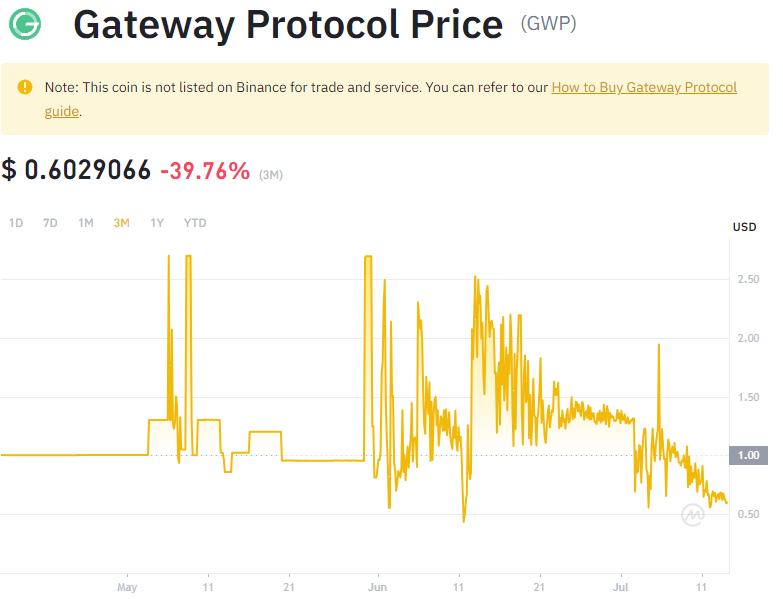 Gateway Protocol Price (GWP)
Note: This coin is not listed on Binance for trade and service. You can refer to our How to Buy Gateway Protocol
guide.
$ 0.6029066 -39.76% (3M)
1D 7D 1M 3M 1Y YTD
USD
2.50
2.00
1.50
1.00
0.50
May 11 21 Jun 11 21 Jul 11